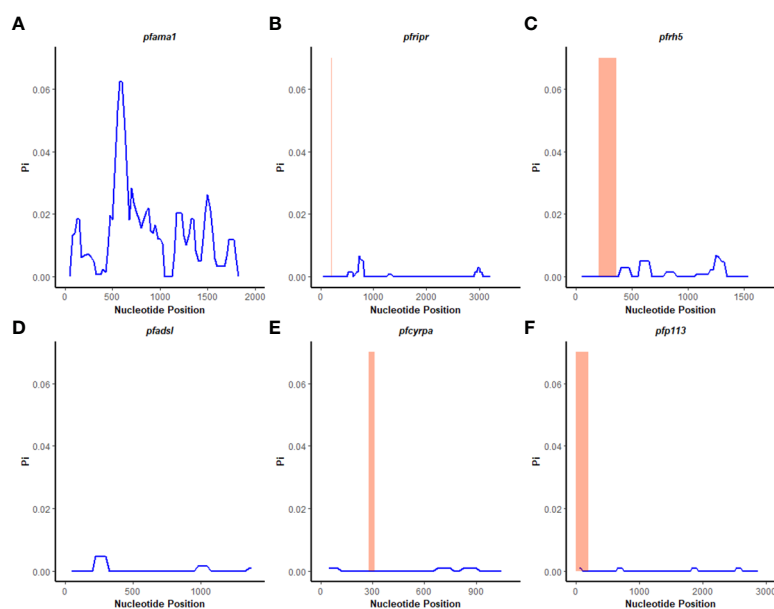 A
B
C
pfama1
pfripr
pfrh5
0.06
0.04
0.02
0.00
Pi
0 500 1000 1500 2000
Nucleotide Position
0.06
0.04
0.02
0.00
Pi
0 1000 2000 3000
Nucleotide Position
0.06
0.04
0.02
0.00
Pi
0 500 1000 1500
Nucleotide Position
D
E
F
pfadsl
pfcyrpa
pfp113
0.06
0.04
0.02
0.00
Pi
0 500 1000
Nucleotide Position
0.06
0.04
0.02
0.00
Pi
0 300 600 900
Nucleotide Position
0.06
0.04
0.02
0.00
Pi
0 1000 2000 3000
Nucleotide Position